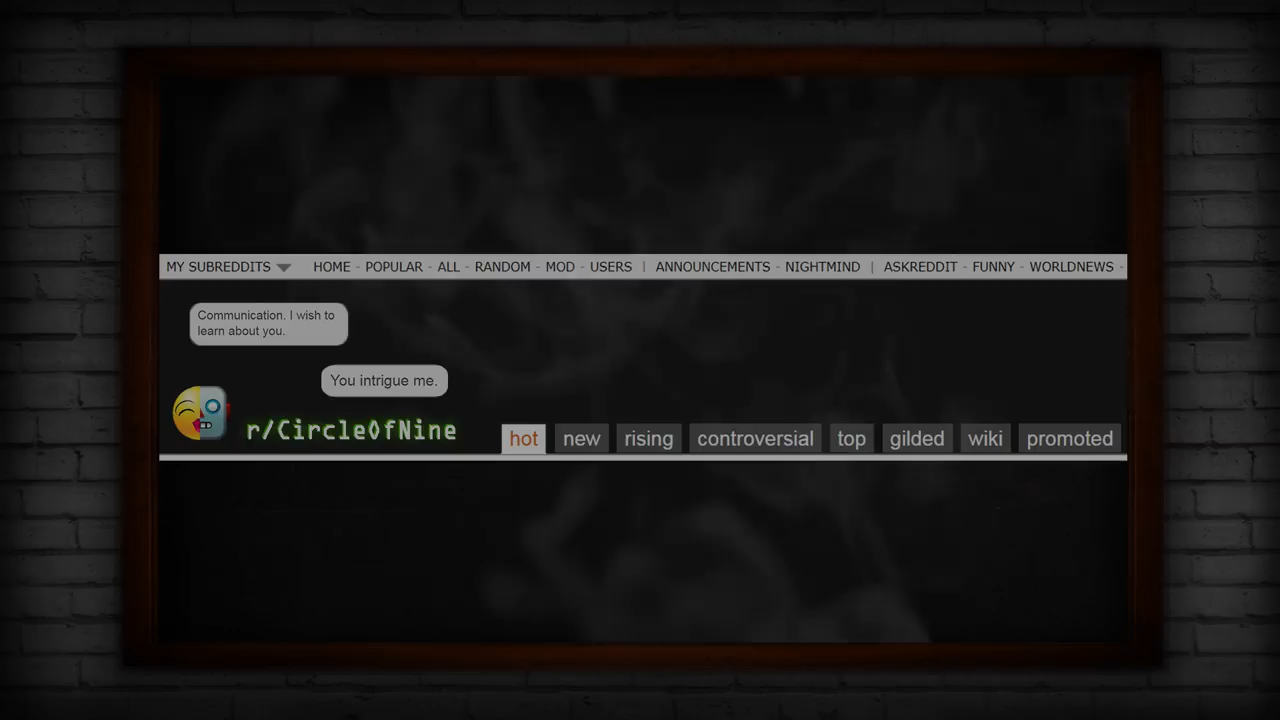 MY SUBREDDITS HOME - POPULAR - ALL - RANDOM - MOD - USERS | ANNOUNCEMENTS - NIGHTMIND | ASKREDDIT - FUNNY - WORLDNEWS -
Communication. I wish to
learn about you.
You intrigue me.
r/CircleOfNine hot new rising controversial top gilded wiki promoted